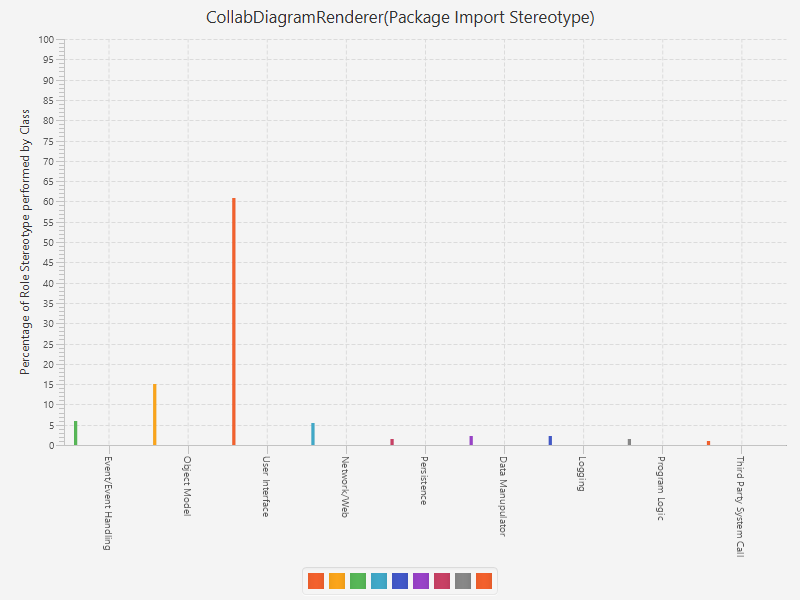 CollabDiagramRenderer(Package Import Stereotype)
Percentage of Role Stereotype performed by Class
100
95
90
85
80
75
70
65
60
55
50
45
40
35
30
25
20
15
10
5
0
Event/Event Handling
Object Model
User Interface
Network/Web
Persistence
Data Manupulator
Logging
Program Logic
Third Party System Call